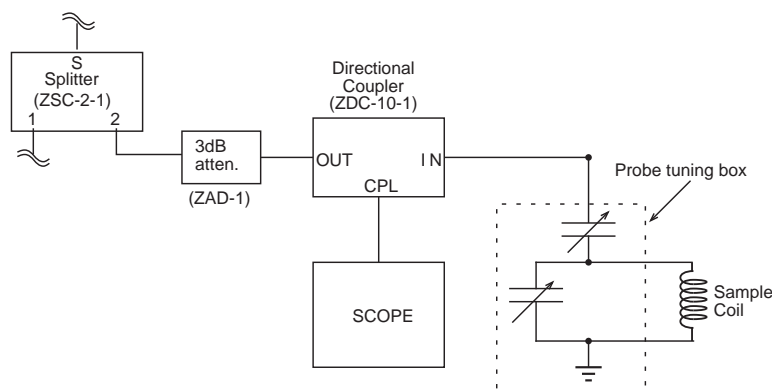 S
Splitter
(ZSC-2-1)
1 2
3dB
atten.
(ZAD-1)
Directional
Coupler
(ZDC-10-1)
OUT IN
CPL
SCOPE
Probe tuning box
Sample
Coil